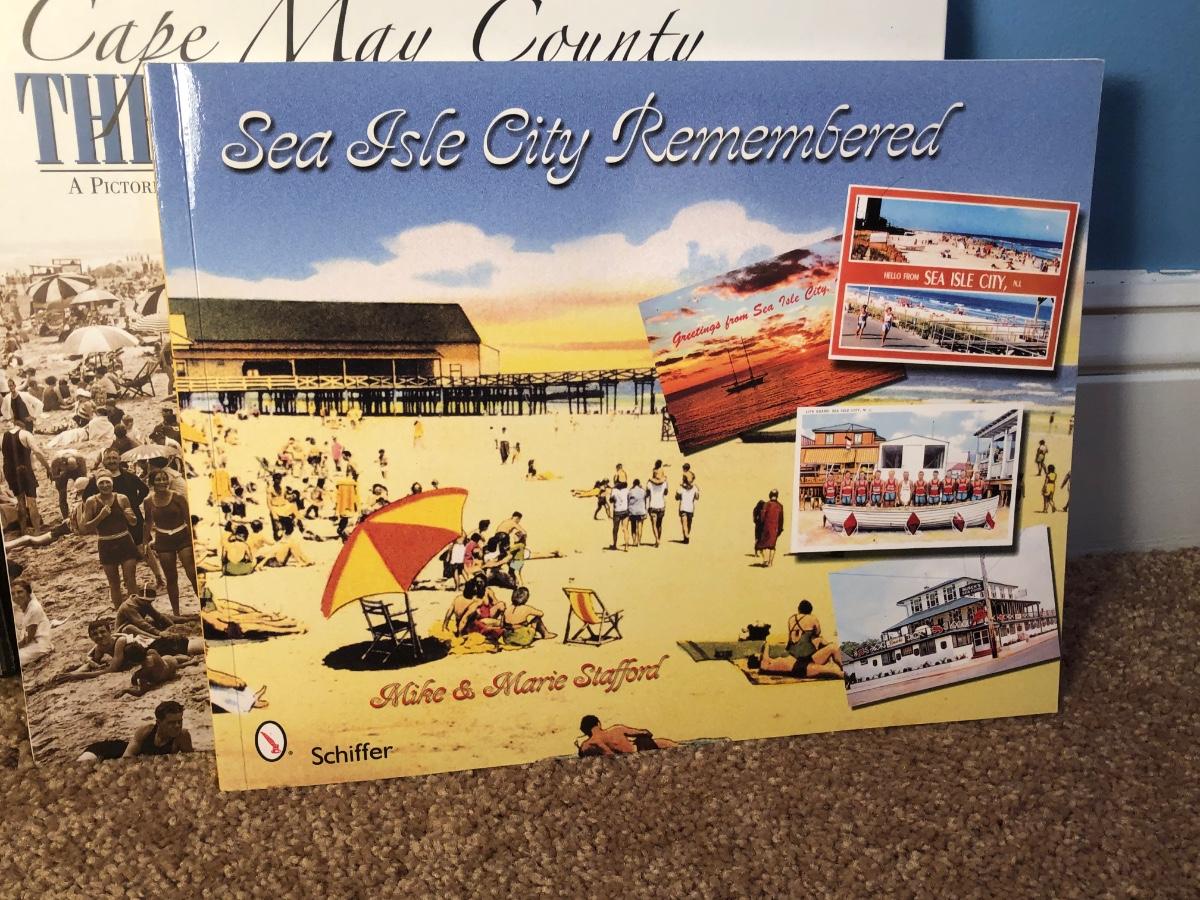 Cape May County
A Pictori
Sea Isle City Remembered
Greetings from Sea Isle City,
HELLO FROM SEA ISLE CITY, N.J.
Mike & Marie Stafford
Schiffer